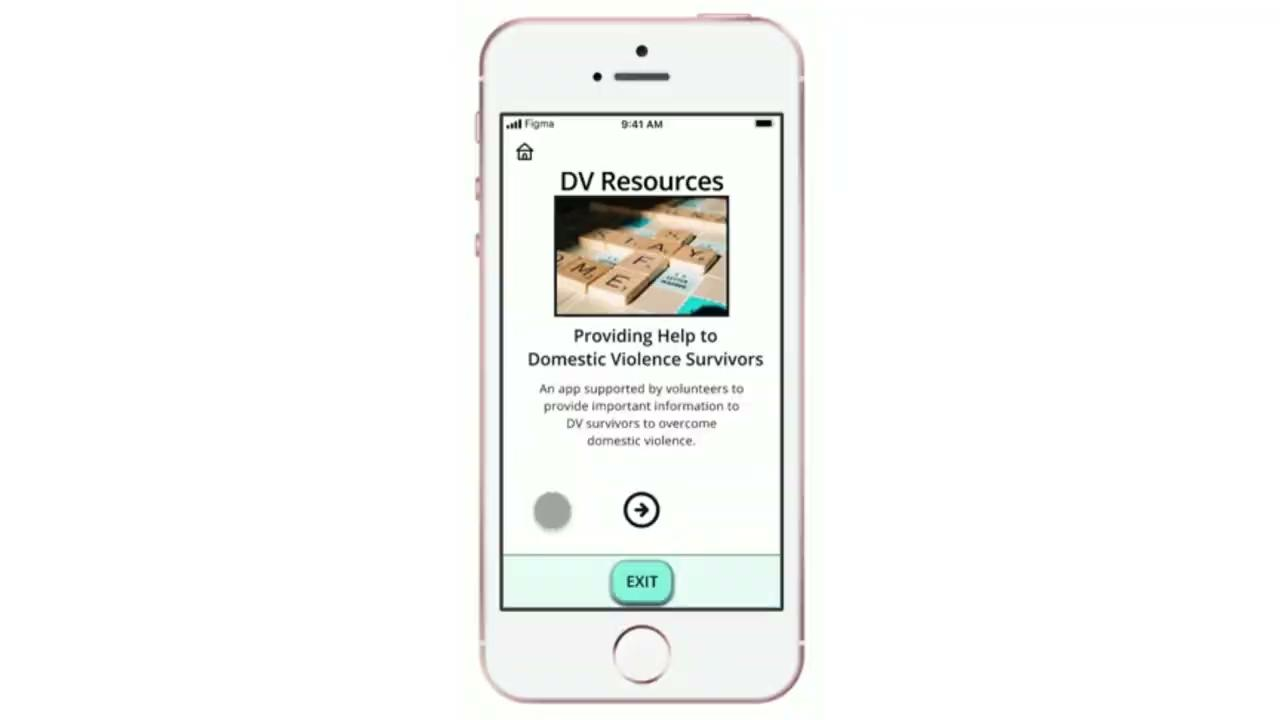 Figma 9:41 AM
DV Resources
S T A Y
O M E F
E
Providing Help to
Domestic Violence Survivors
An app supported by volunteers to
provide important information to
DV survivors to overcome
domestic violence.
EXIT